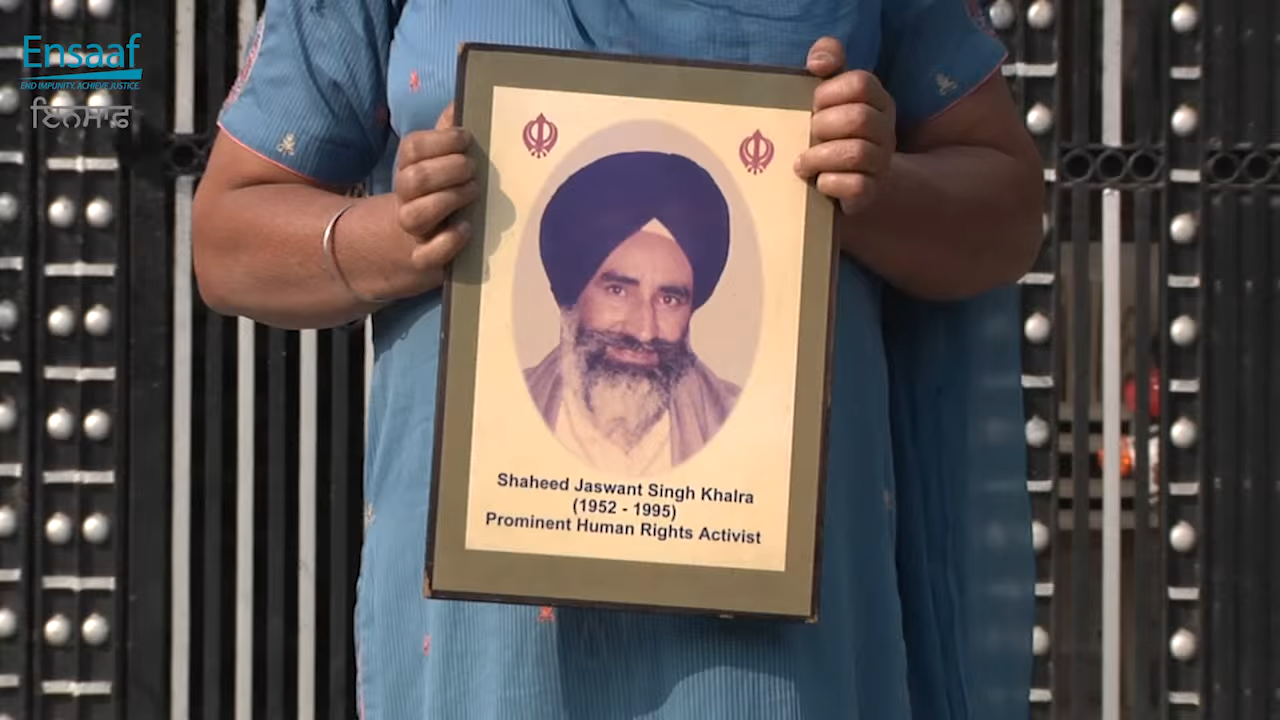 Ensaaf
END IMPUNITY. ACHIEVE JUSTICE.
ਇਨਸਾਫ਼
Shaheed Jaswant Singh Khalra
(1952 - 1995)
Prominent Human Rights Activist